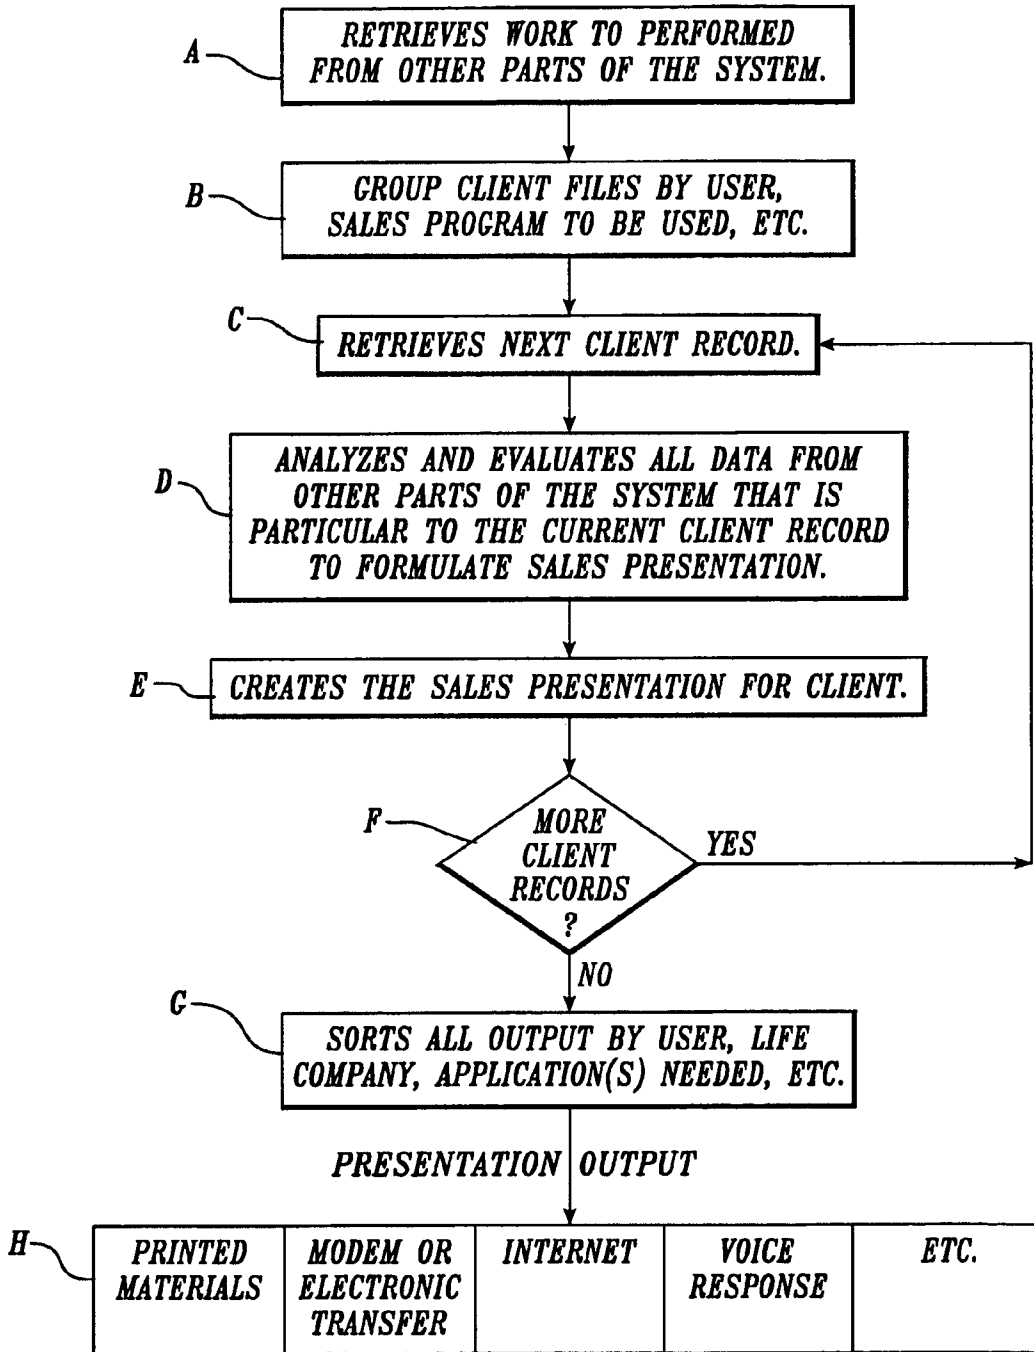 A
RETRIEVES WORK TO PERFORMED
FROM OTHER PARTS OF THE SYSTEM.
B
GROUP CLIENT FILES BY USER,
SALES PROGRAM TO BE USED, ETC.
C
RETRIEVES NEXT CLIENT RECORD.
D
ANALYZES AND EVALUATES ALL DATA FROM
OTHER PARTS OF THE SYSTEM THAT IS
PARTICULAR TO THE CURRENT CLIENT RECORD
TO FORMULATE SALES PRESENTATION.
E
CREATES THE SALES PRESENTATION FOR CLIENT.
F
MORE
CLIENT
RECORDS
?
YES
NO
G
SORTS ALL OUTPUT BY USER, LIFE
COMPANY, APPLICATION(S) NEEDED, ETC.
PRESENTATION OUTPUT
H
PRINTED
MATERIALS
MODEM OR
ELECTRONIC
TRANSFER
INTERNET
VOICE
RESPONSE
ETC.